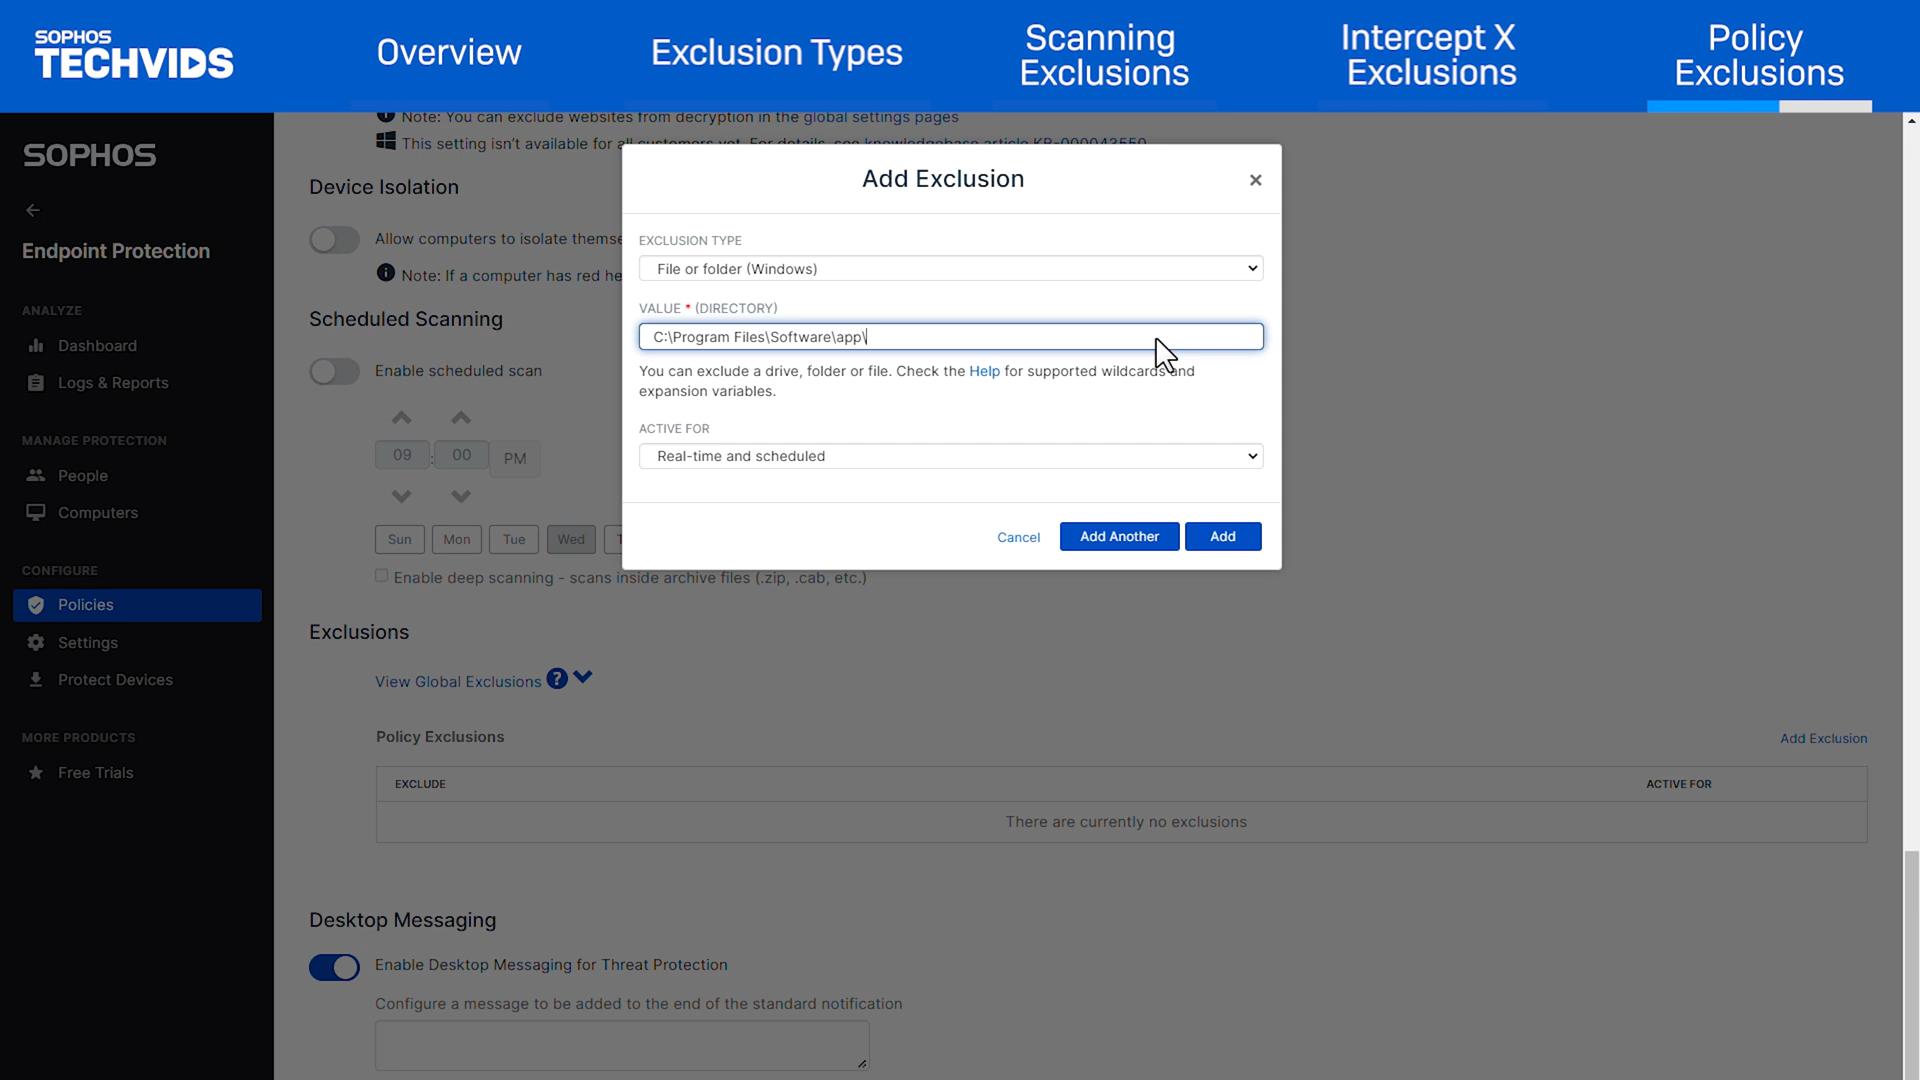 SOPHOS
TECHVIDS
Overview
Exclusion Types
Scanning
Exclusions
Intercept X
Exclusions
Policy
Exclusions
SOPHOS
Endpoint Protection
ANALYZE
Dashboard
Logs & Reports
MANAGE PROTECTION
People
Computers
CONFIGURE
Policies
Settings
Protect Devices
MORE PRODUCTS
Free Trials
Note: You can exclude websites from decryption in the global settings pages
This setting isn't available for all customers yet. For details, see knowledgebase article KB-000043550
Device Isolation
Allow computers to isolate themse
Note: If a computer has red he
Scheduled Scanning
Enable scheduled scan
09 : 00 PM
Sun Mon Tue Wed T
Enable deep scanning - scans inside archive files (.zip, .cab, etc.)
Add Exclusion
×
EXCLUSION TYPE
File or folder (Windows)
VALUE * (DIRECTORY)
C:\Program Files\Software\app\
You can exclude a drive, folder or file. Check the Help for supported wildcards and
expansion variables.
ACTIVE FOR
Real-time and scheduled
Cancel Add Another Add
Exclusions
View Global Exclusions ?
Policy Exclusions
Add Exclusion
EXCLUDE ACTIVE FOR
There are currently no exclusions
Desktop Messaging
Enable Desktop Messaging for Threat Protection
Configure a message to be added to the end of the standard notification